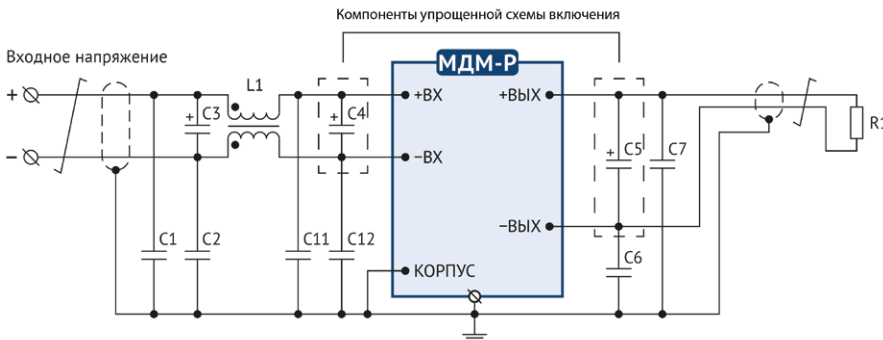 Компоненты упрощенной схемы включения
Входное напряжение
МДМ-Р
+
L1
+ВХ
+ВЫХ
+
C3
+
C4
R1
–
–ВХ
+
C5
C7
–ВЫХ
C1
C2
C11
C12
C6
КОРПУС